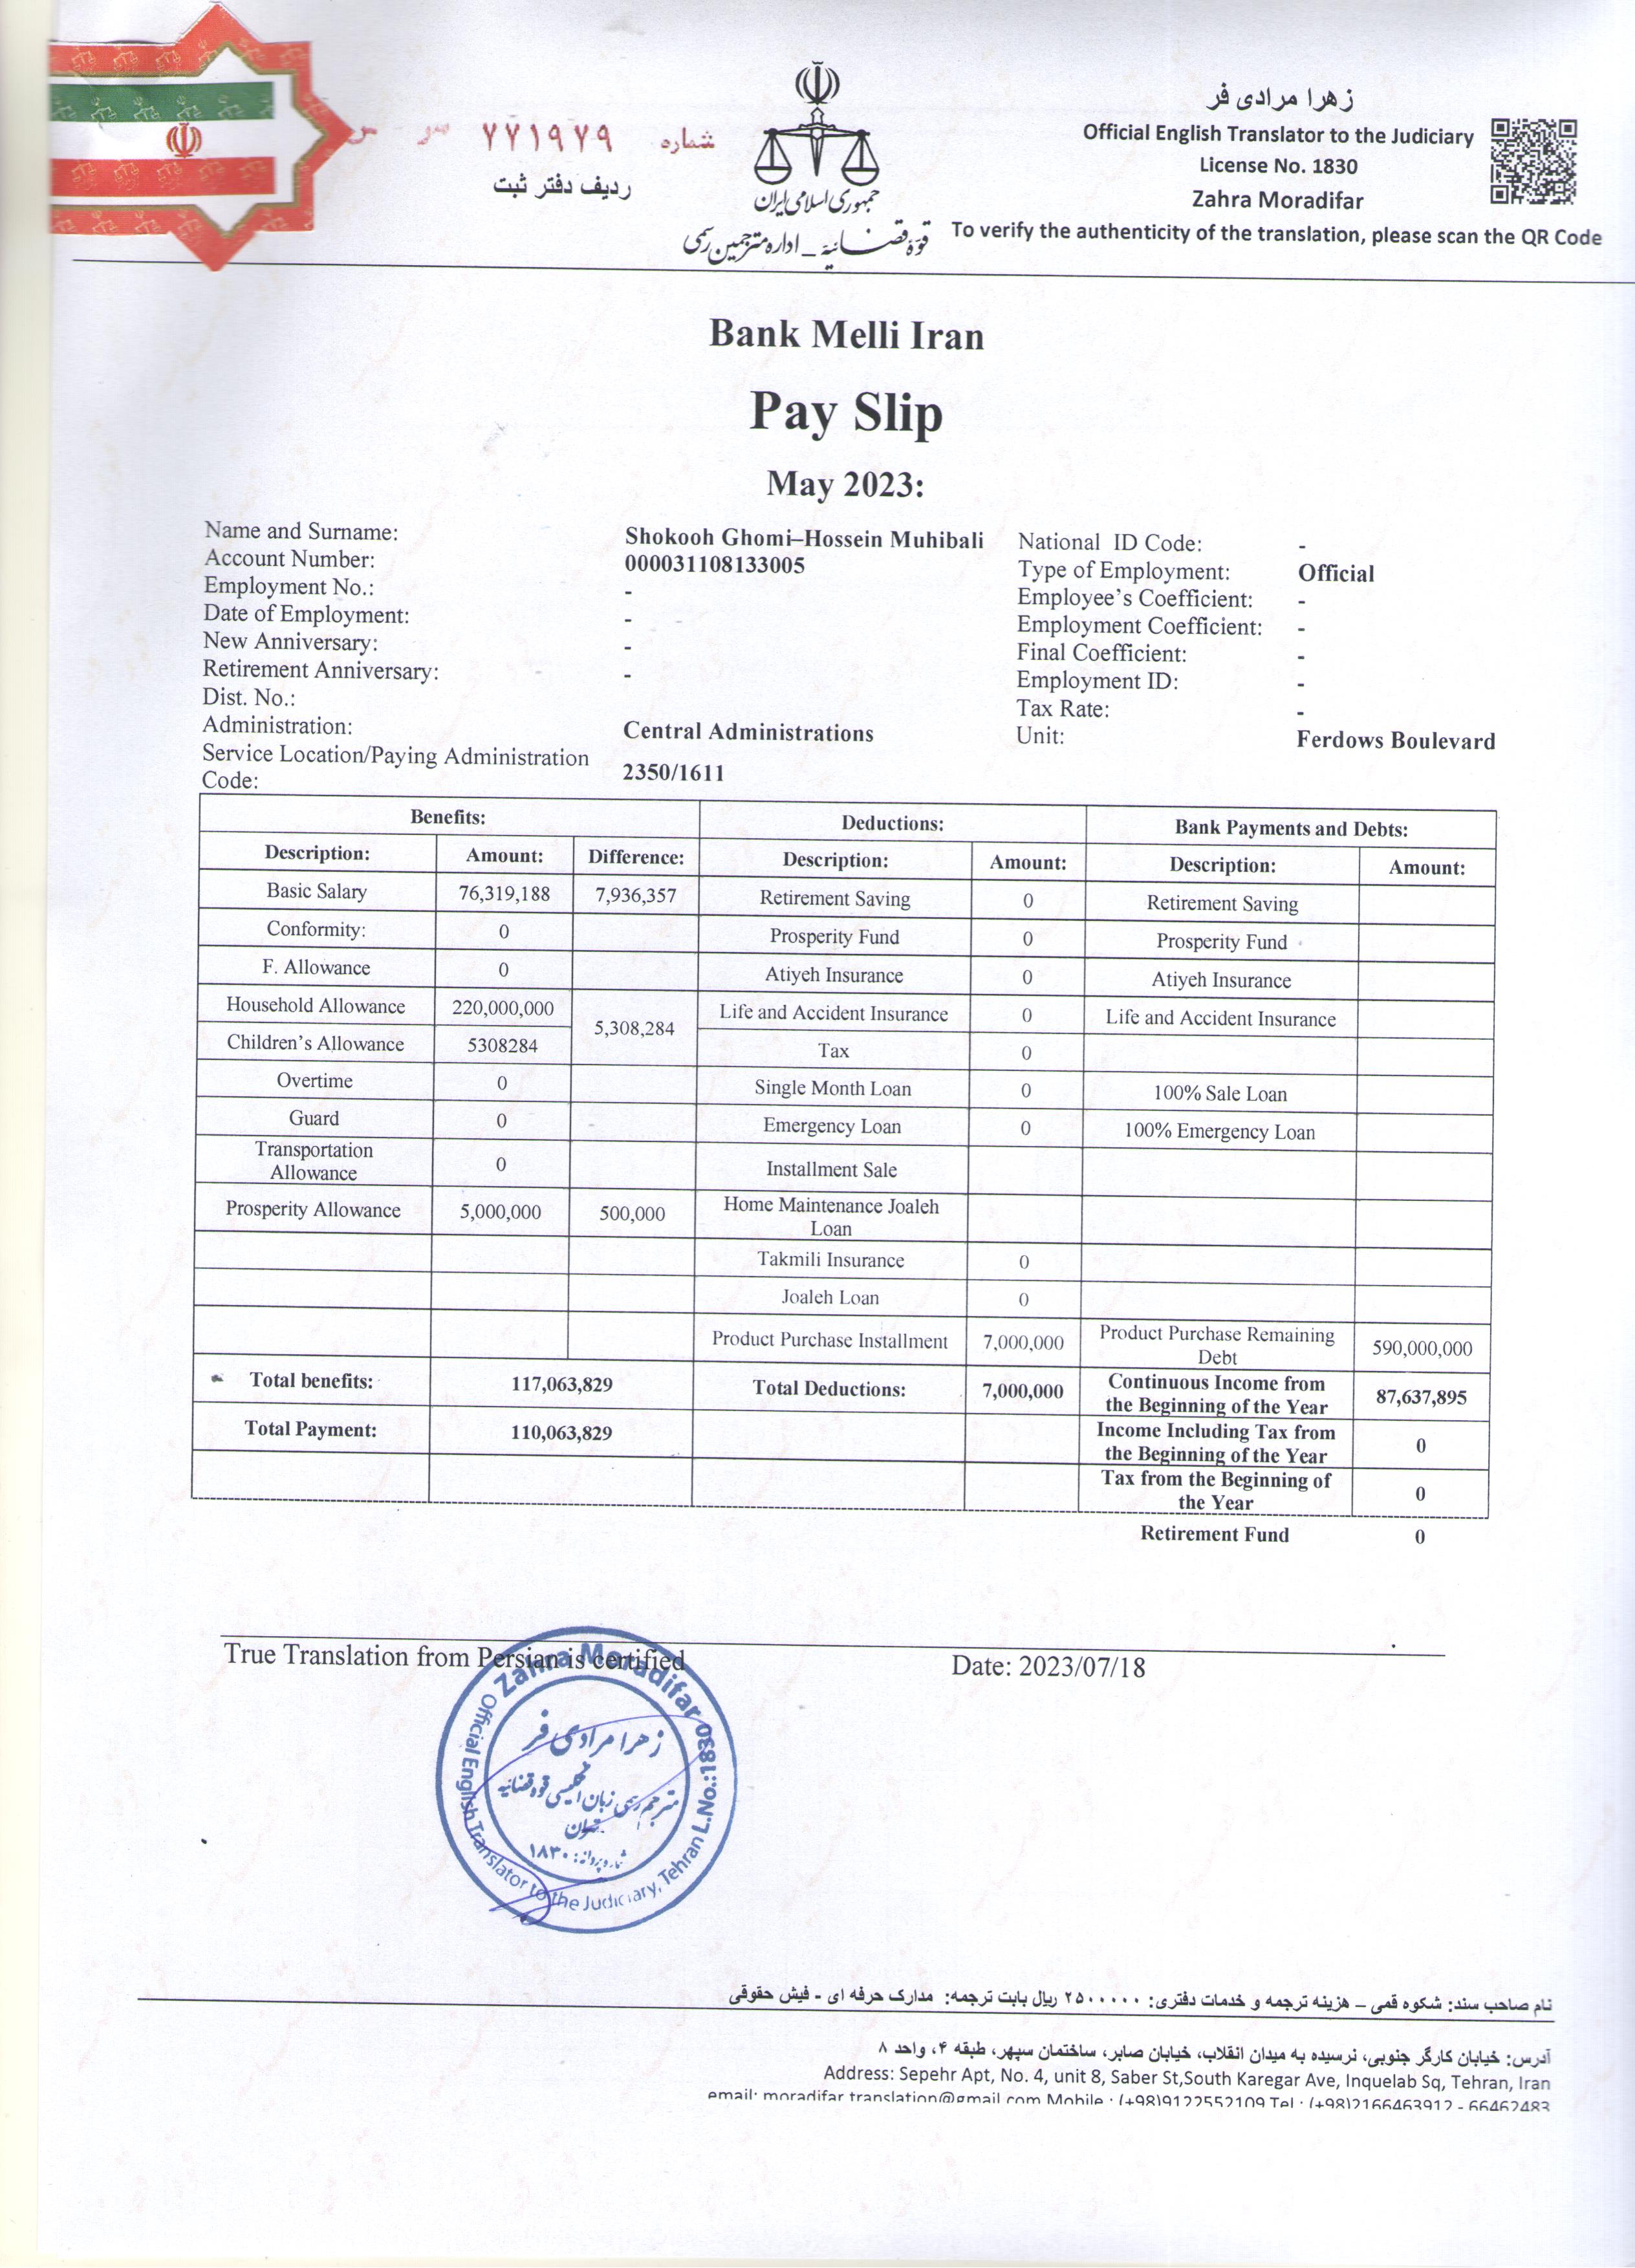 شماره ۷۷۱۹۷۹ س س
ردیف دفتر ثبت
جمهوری اسلامی ایران
قوّهٔ قضائیه - اداره مترجمین رسمی
زهرا مرادی فر
Official English Translator to the Judiciary
License No. 1830
Zahra Moradifar
To verify the authenticity of the translation, please scan the QR Code
Bank Melli Iran
Pay Slip
May 2023:
Name and Surname: Shokooh Ghomi–Hossein Muhibali National ID Code: -
Account Number: 000031108133005 Type of Employment: Official
Employment No.: - Employee's Coefficient: -
Date of Employment: - Employment Coefficient: -
New Anniversary: - Final Coefficient: -
Retirement Anniversary: - Employment ID: -
Dist. No.: Tax Rate: -
Administration: Central Administrations Unit: Ferdows Boulevard
Service Location/Paying Administration
Code: 2350/1611
Benefits: Deductions: Bank Payments and Debts:
Description: Amount: Difference: Description: Amount: Description: Amount:
Basic Salary 76,319,188 7,936,357 Retirement Saving 0 Retirement Saving
Conformity: 0 Prosperity Fund 0 Prosperity Fund
F. Allowance 0 Atiyeh Insurance 0 Atiyeh Insurance
Household Allowance 220,000,000 5,308,284 Life and Accident Insurance 0 Life and Accident Insurance
Children's Allowance 5308284 Tax 0
Overtime 0 Single Month Loan 0 100% Sale Loan
Guard 0 Emergency Loan 0 100% Emergency Loan
Transportation
Allowance 0 Installment Sale
Prosperity Allowance 5,000,000 500,000 Home Maintenance Joaleh
Loan
Takmili Insurance 0
Joaleh Loan 0
Product Purchase Installment 7,000,000 Product Purchase Remaining
Debt 590,000,000
Total benefits: 117,063,829 Total Deductions: 7,000,000 Continuous Income from
the Beginning of the Year 87,637,895
Total Payment: 110,063,829 Income Including Tax from
the Beginning of the Year 0
Tax from the Beginning of
the Year 0
Retirement Fund 0
True Translation from Persian is certified Date: 2023/07/18
Zahra Moradifar
Official English Translator to the Judiciary, Tehran L.No.:1830
زهرا مرادی فر
مترجم رسمی زبان انگلیسی قوه قضائیه
تهران
شماره پروانه: ۱۸۳۰
نام صاحب سند: شکوه قمی – هزینه ترجمه و خدمات دفتری: ۲۵۰۰۰۰۰ ریال بابت ترجمه: مدارک حرفه ای - فیش حقوقی
آدرس: خیابان کارگر جنوبی، نرسیده به میدان انقلاب، خیابان صابر، ساختمان سپهر، طبقه ۴، واحد ۸
Address: Sepehr Apt, No. 4, unit 8, Saber St,South Karegar Ave, Inquelab Sq, Tehran, Iran
email: moradifar.translation@gmail.com Mobile : (+98)9122552109 Tel : (+98)2166463912 - 66462483